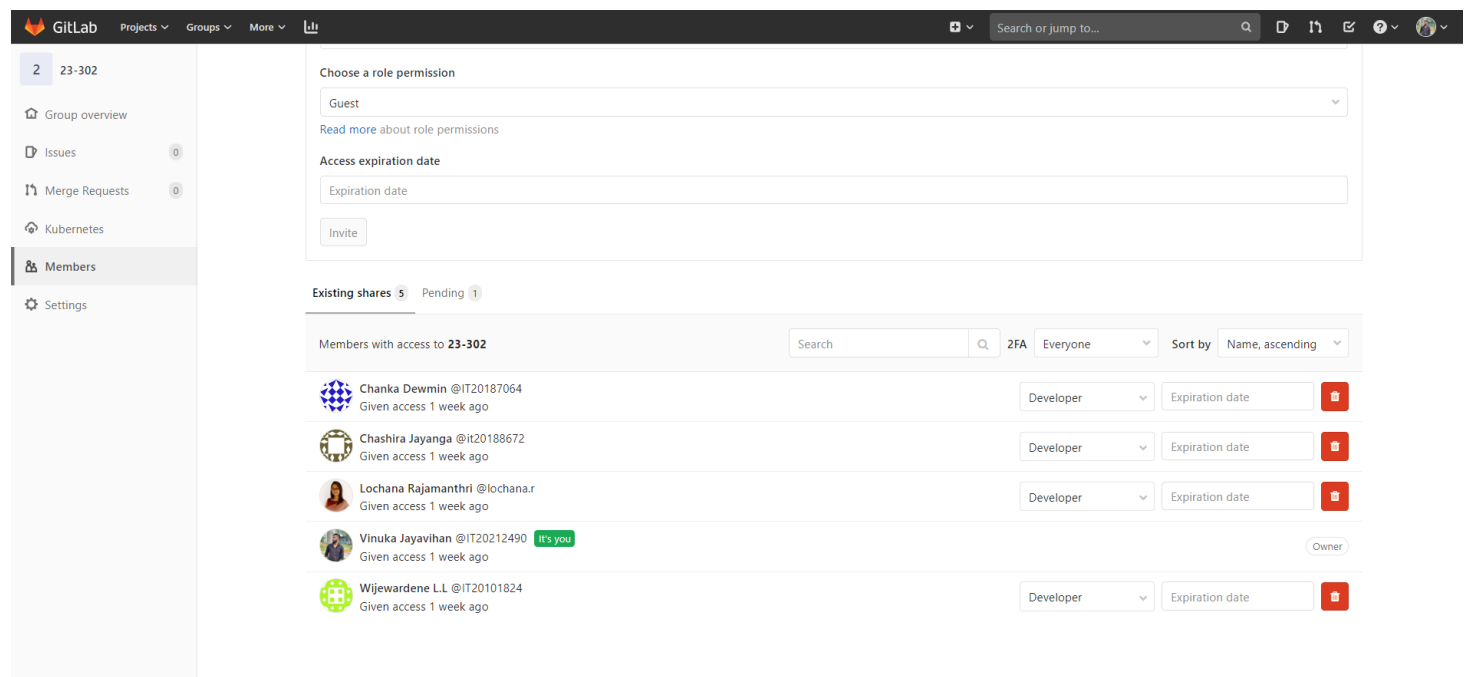 GitLab Projects Groups More Search or jump to...
2 23-302
Group overview
Issues 0
Merge Requests 0
Kubernetes
Members
Settings
Choose a role permission
Guest
Read more about role permissions
Access expiration date
Expiration date
Invite
Existing shares 5 Pending 1
Members with access to 23-302 Search 2FA Everyone Sort by Name, ascending
Chanka Dewmin @IT20187064
Given access 1 week ago
Developer Expiration date
Chashira Jayanga @it20188672
Given access 1 week ago
Developer Expiration date
Lochana Rajamanthri @lochana.r
Given access 1 week ago
Developer Expiration date
Vinuka Jayavihan @IT20212490 It's you
Given access 1 week ago
Owner
Wijewardene L.L @IT20101824
Given access 1 week ago
Developer Expiration date